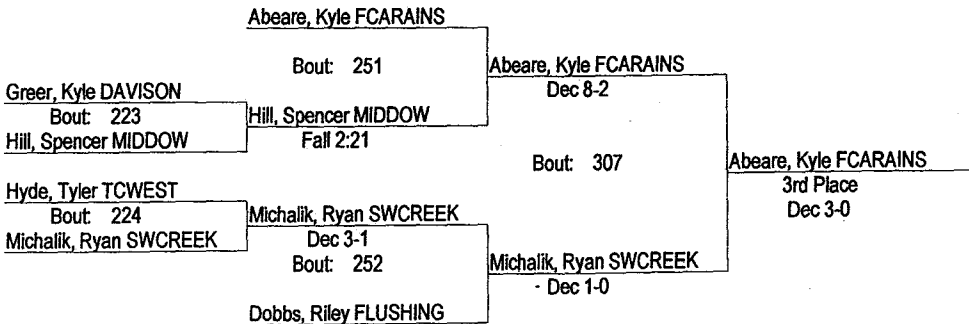 Abeare, Kyle FCARAINS
Bout: 251
Abeare, Kyle FCARAINS
Dec 8-2
Greer, Kyle DAVISON
Bout: 223
Hill, Spencer MIDDOW
Hill, Spencer MIDDOW
Fall 2:21
Bout: 307
Abeare, Kyle FCARAINS
3rd Place
Dec 3-0
Hyde, Tyler TCWEST
Bout: 224
Michalik, Ryan SWCREEK
Michalik, Ryan SWCREEK
Dec 3-1
Bout: 252
Michalik, Ryan SWCREEK
Dec 1-0
Dobbs, Riley FLUSHING